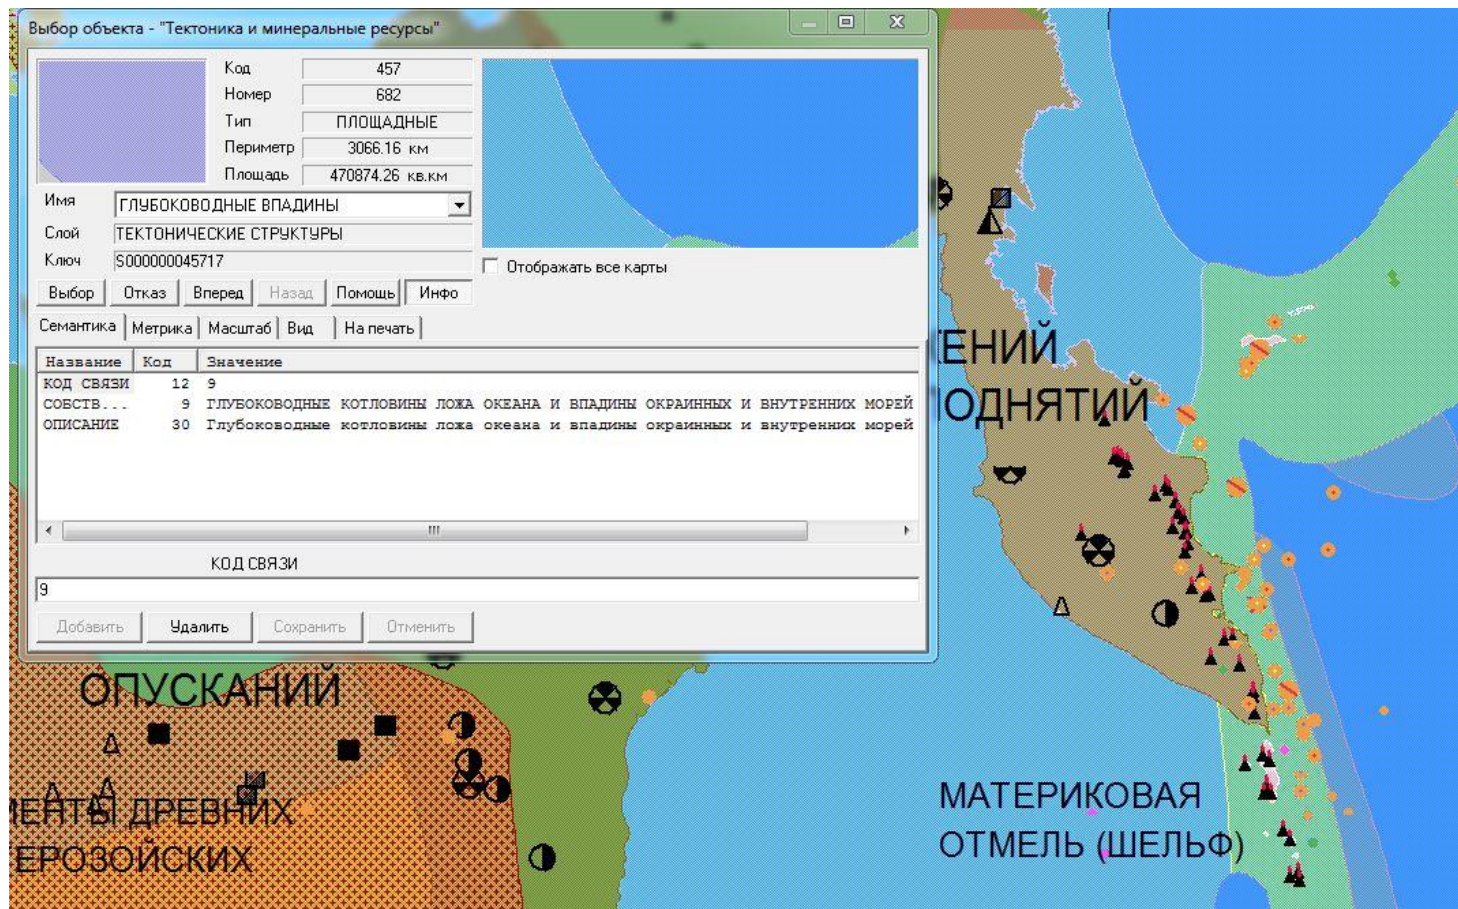 Выбор объекта - "Тектоника и минеральные ресурсы"
Код 457
Номер 682
Тип ПЛОЩАДНЫЕ
Периметр 3066.16 км
Площадь 470874.26 кв.км
Имя ГЛУБОКОВОДНЫЕ ВПАДИНЫ
Слой ТЕКТОНИЧЕСКИЕ СТРУКТУРЫ
Ключ S000000045717
Отображать все карты
Выбор Отказ Вперед Назад Помощь Инфо
Семантика Метрика Масштаб Вид На печать
Название Код Значение
КОД СВЯЗИ 12 9
СОБСТВ... 9 ГЛУБОКОВОДНЫЕ КОТЛОВИНЫ ЛОЖА ОКЕАНА И ВПАДИНЫ ОКРАИННЫХ И ВНУТРЕННИХ МОРЕЙ
ОПИСАНИЕ 30 Глубоководные котловины ложа океана и впадины окраинных и внутренних морей
КОД СВЯЗИ
9
Добавить Удалить Сохранить Отменить
ЖЕНИЙ
ПОДНЯТИЙ
ОПУСКАНИЙ
МЕНТЫ ДРЕВНИХ
ЕРОЗОЙСКИХ
МАТЕРИКОВАЯ
ОТМЕЛЬ (ШЕЛЬФ)